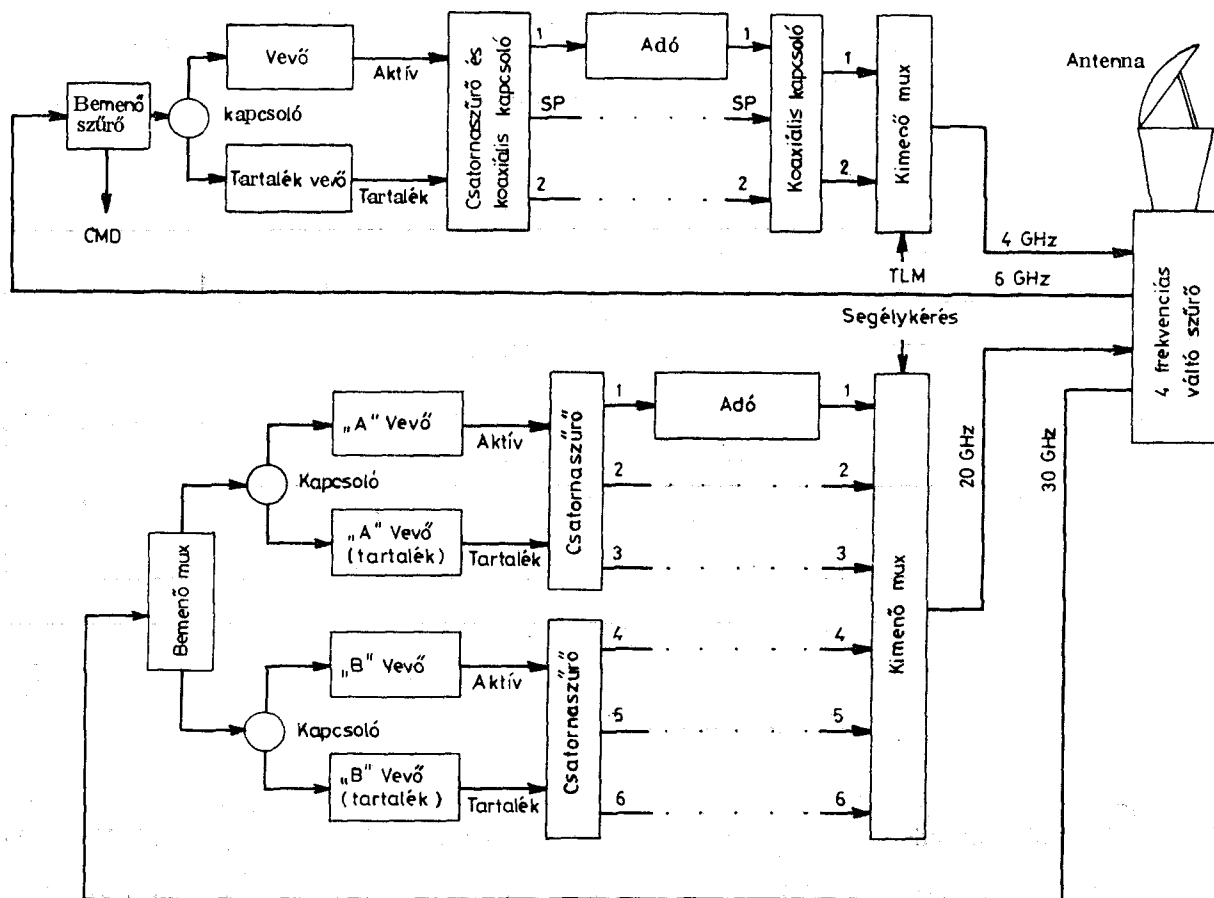 Vevő
Aktív
Bemenő
szűrő
kapcsoló
Tartalék vevő
Tartalék
CMD
Csatornaszűrő és
koaxiális kapcsoló
1
SP
2
Adó
1
SP
2
Koaxiális kapcsoló
1
2
Kimenő mux
TLM
4 GHz
6 GHz
Antenna
4 frekvenciás
váltó szűrő
Segélykérés
20 GHz
30 GHz
Bemenő mux
„A" Vevő
Aktív
Kapcsoló
„A" Vevő
(tartalék)
Tartalék
Csatornaszűrő
1
2
3
Adó
1
2
3
„B" Vevő
Aktív
Kapcsoló
„B" Vevő
(tartalék)
Tartalék
Csatornaszűrő
4
5
6
4
5
6
Kimenő mux